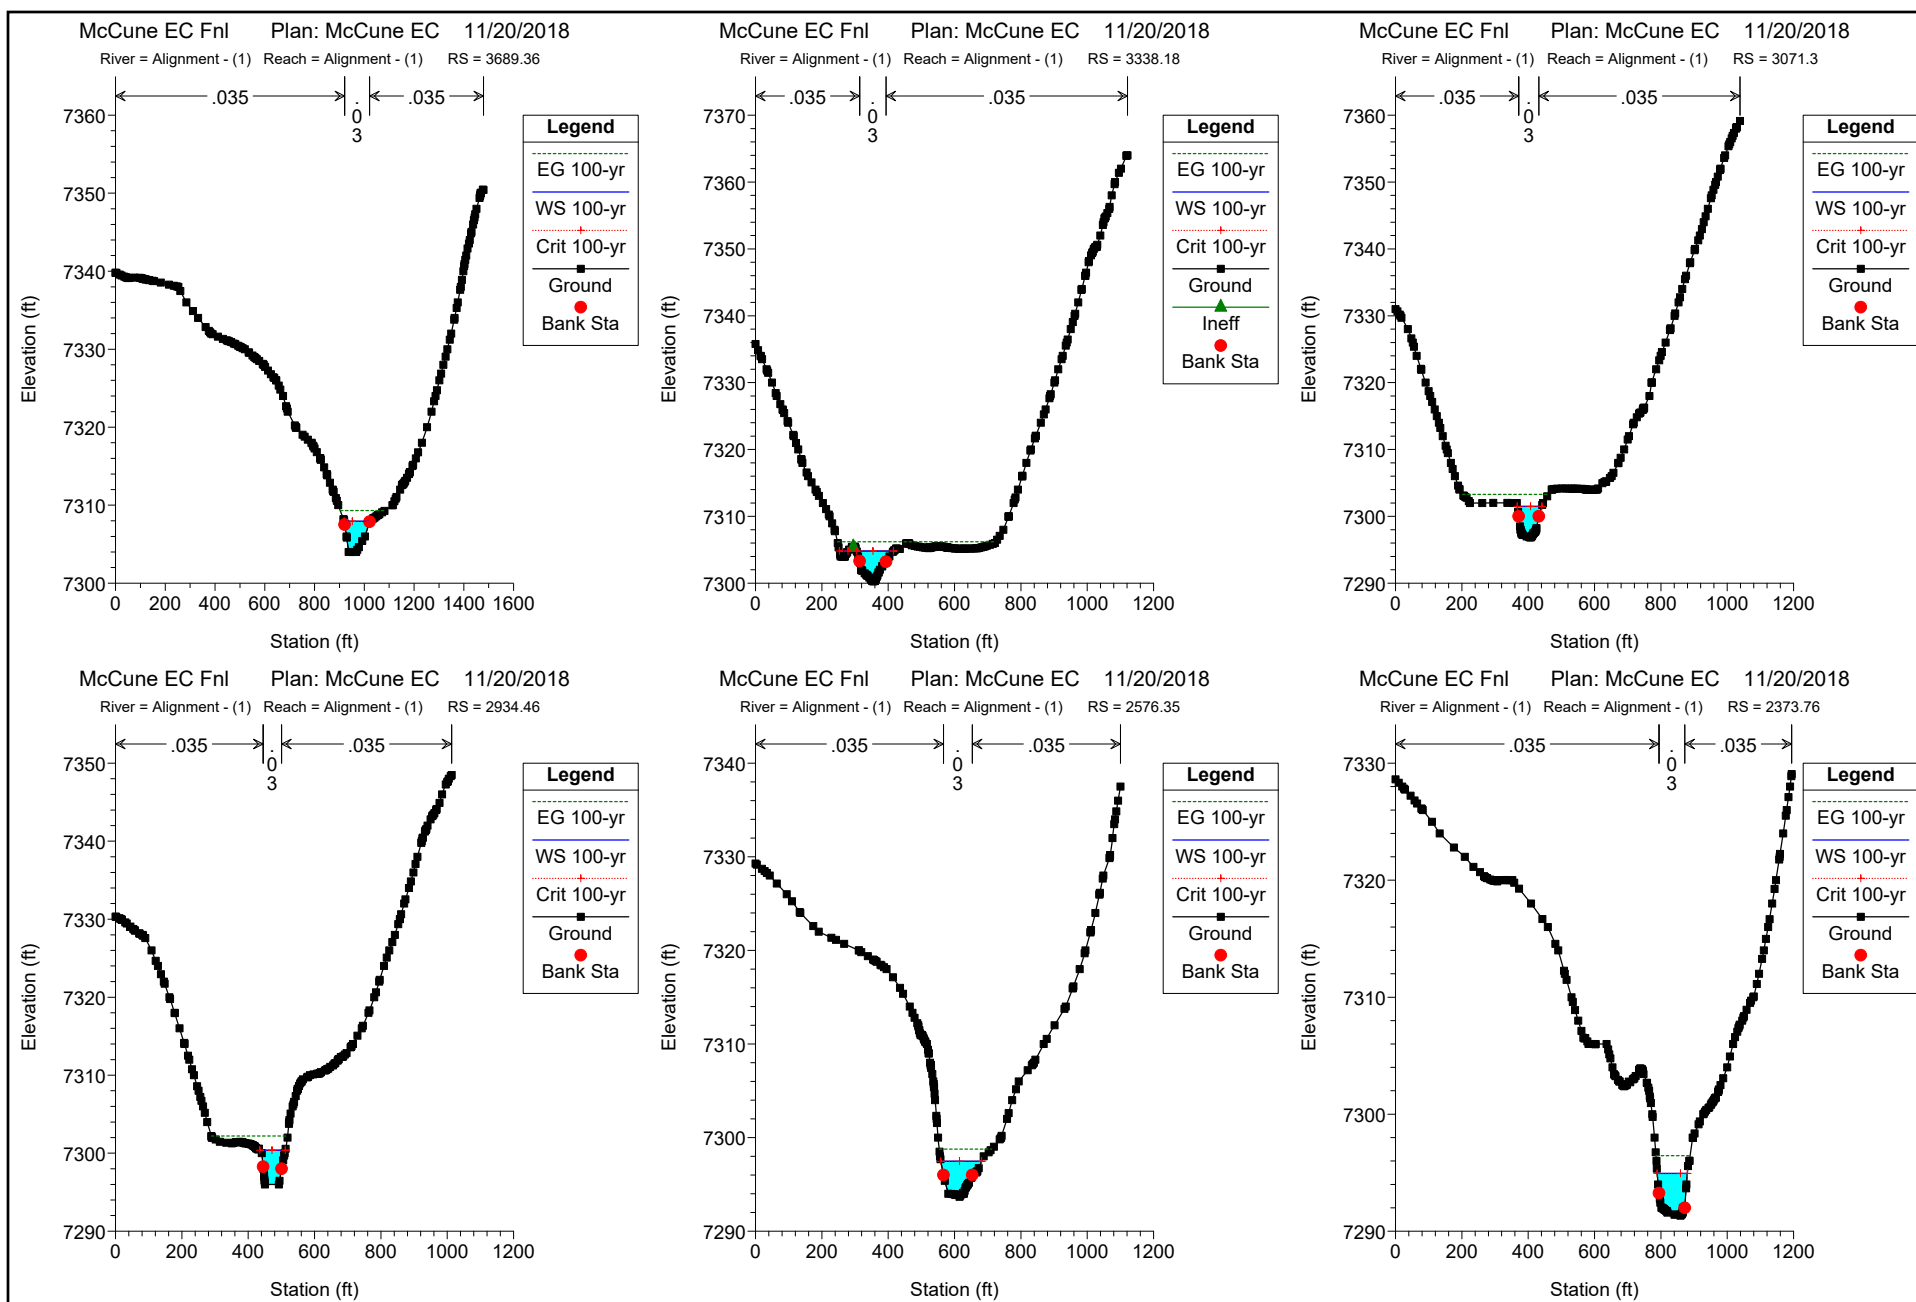 McCune EC Fnl Plan: McCune EC 11/20/2018
River = Alignment - (1) Reach = Alignment - (1) RS = 3689.36
.035 .03 .035
Elevation (ft)
7360
7350
7340
7330
7320
7310
7300
0 200 400 600 800 1000 1200 1400 1600
Station (ft)
Legend
EG 100-yr
WS 100-yr
Crit 100-yr
Ground
Bank Sta
McCune EC Fnl Plan: McCune EC 11/20/2018
River = Alignment - (1) Reach = Alignment - (1) RS = 3338.18
.035 .03 .035
Elevation (ft)
7370
7360
7350
7340
7330
7320
7310
7300
0 200 400 600 800 1000 1200
Station (ft)
Legend
EG 100-yr
WS 100-yr
Crit 100-yr
Ground
Ineff
Bank Sta
McCune EC Fnl Plan: McCune EC 11/20/2018
River = Alignment - (1) Reach = Alignment - (1) RS = 3071.3
.035 .03 .035
Elevation (ft)
7360
7350
7340
7330
7320
7310
7300
7290
0 200 400 600 800 1000 1200
Station (ft)
Legend
EG 100-yr
WS 100-yr
Crit 100-yr
Ground
Bank Sta
McCune EC Fnl Plan: McCune EC 11/20/2018
River = Alignment - (1) Reach = Alignment - (1) RS = 2934.46
.035 .03 .035
Elevation (ft)
7350
7340
7330
7320
7310
7300
7290
0 200 400 600 800 1000 1200
Station (ft)
Legend
EG 100-yr
WS 100-yr
Crit 100-yr
Ground
Bank Sta
McCune EC Fnl Plan: McCune EC 11/20/2018
River = Alignment - (1) Reach = Alignment - (1) RS = 2576.35
.035 .03 .035
Elevation (ft)
7340
7330
7320
7310
7300
7290
0 200 400 600 800 1000 1200
Station (ft)
Legend
EG 100-yr
WS 100-yr
Crit 100-yr
Ground
Bank Sta
McCune EC Fnl Plan: McCune EC 11/20/2018
River = Alignment - (1) Reach = Alignment - (1) RS = 2373.76
.035 .03 .035
Elevation (ft)
7330
7320
7310
7300
7290
0 200 400 600 800 1000 1200
Station (ft)
Legend
EG 100-yr
WS 100-yr
Crit 100-yr
Ground
Bank Sta